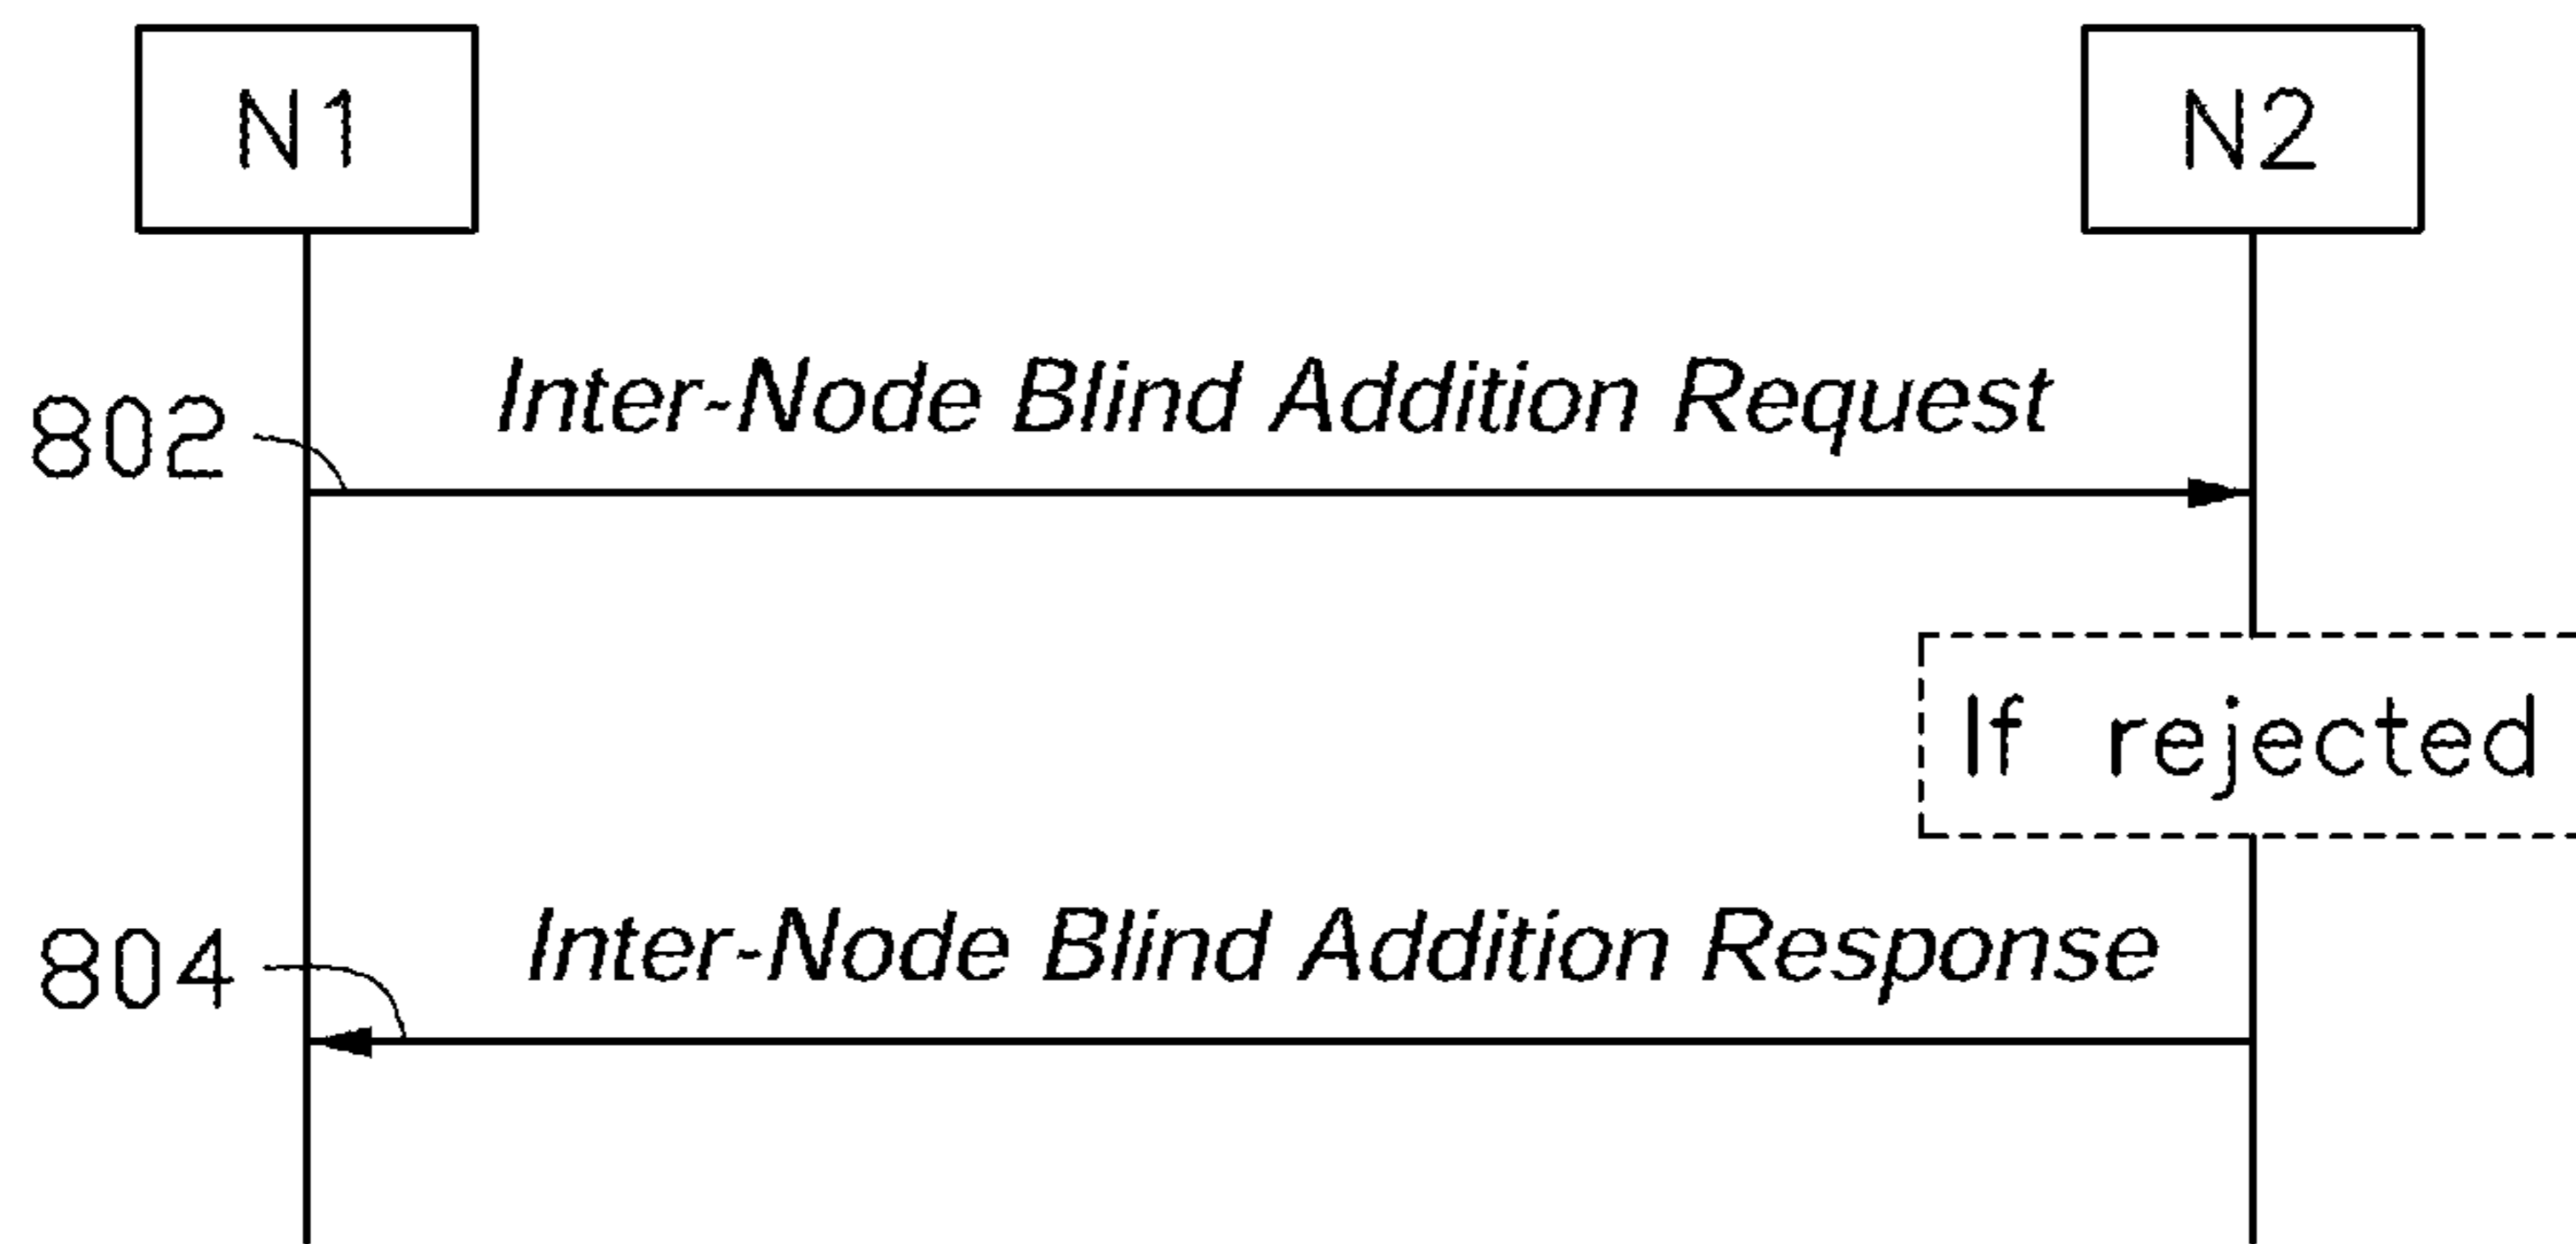 N1
N2
Inter-Node Blind Addition Request
802
If rejected
Inter-Node Blind Addition Response
804